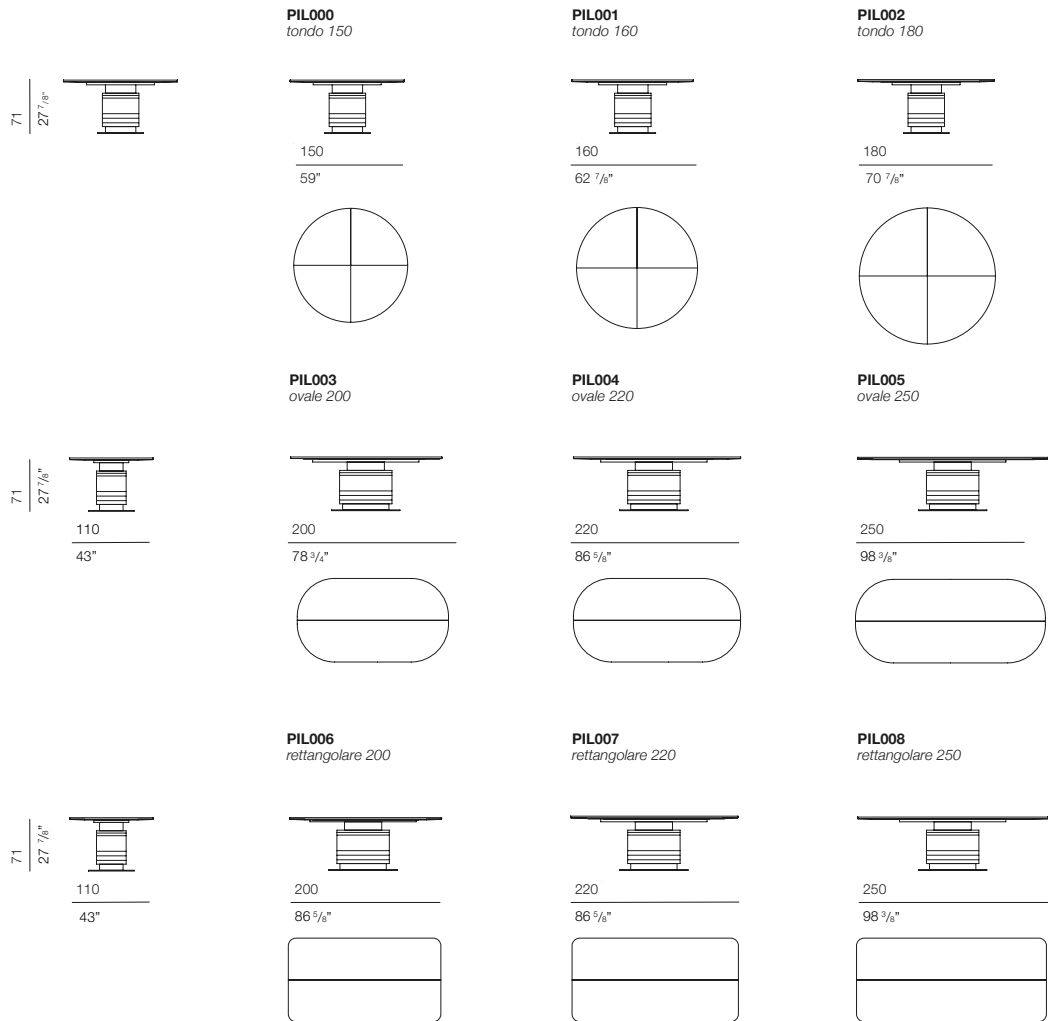 PIL000
tondo 150
PIL001
tondo 160
PIL002
tondo 180
71
27 7/8"
150
59”
160
62 7/8”
180
70 7/8”
PIL003
ovale 200
PIL004
ovale 220
PIL005
ovale 250
71
27 7/8”
110
43”
200
78 3/4”
220
86 5/8”
250
98 3/8”
PIL006
rettangolare 200
PIL007
rettangolare 220
PIL008
rettangolare 250
71
27 7/8”
110
43”
200
86 5/8”
220
86 5/8”
250
98 3/8”